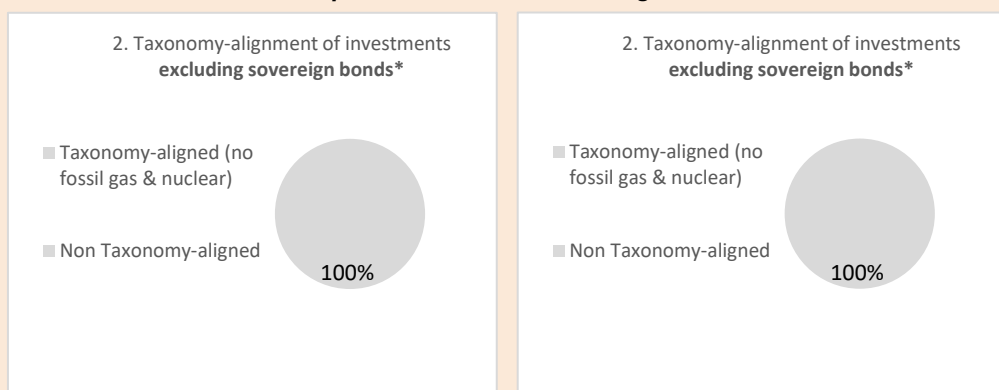 2. Taxonomy-alignment of investments
excluding sovereign bonds*
Taxonomy-aligned (no
fossil gas & nuclear)
Non Taxonomy-aligned
100%
2. Taxonomy-alignment of investments
excluding sovereign bonds*
Taxonomy-aligned (no
fossil gas & nuclear)
Non Taxonomy-aligned
100%